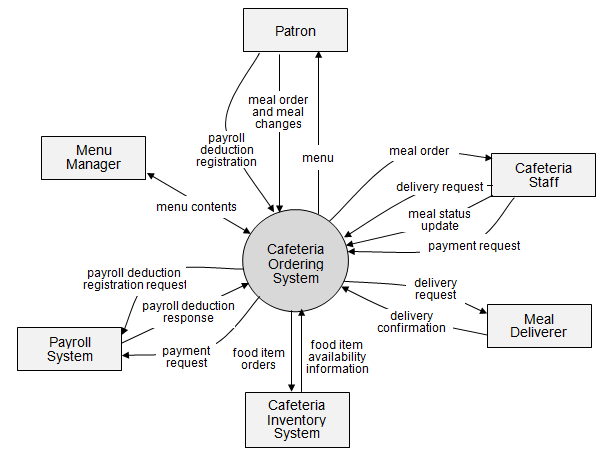 Patron
meal order
and meal
changes
payroll
deduction
registration
menu
Menu
Manager
menu contents
meal order
Cafeteria
Staff
delivery request
meal status
update
payment request
Cafeteria
Ordering
System
payroll deduction
registration request
payroll deduction
response
payment
request
Payroll
System
delivery
request
delivery
confirmation
Meal
Deliverer
food item
orders
food item
availability
information
Cafeteria
Inventory
System